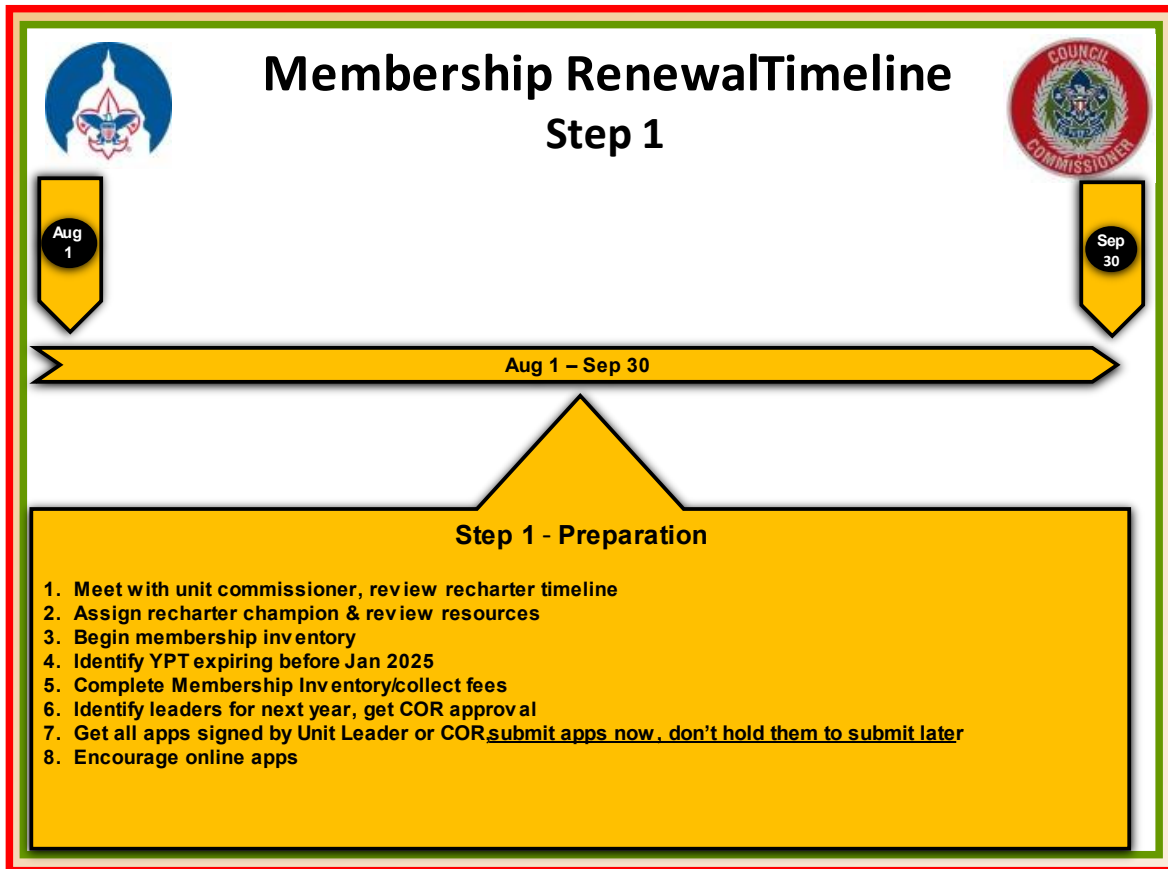 Membership RenewalTimeline
Step 1
COUNCIL
COMMISSIONER
Aug
1
Sep
30
Aug 1 – Sep 30
Step 1 - Preparation
1. Meet with unit commissioner, review recharter timeline
2. Assign recharter champion & review resources
3. Begin membership inventory
4. Identify YPT expiring before Jan 2025
5. Complete Membership Inventory/collect fees
6. Identify leaders for next year, get COR approval
7. Get all apps signed by Unit Leader or COR,submit apps now, don’t hold them to submit later
8. Encourage online apps